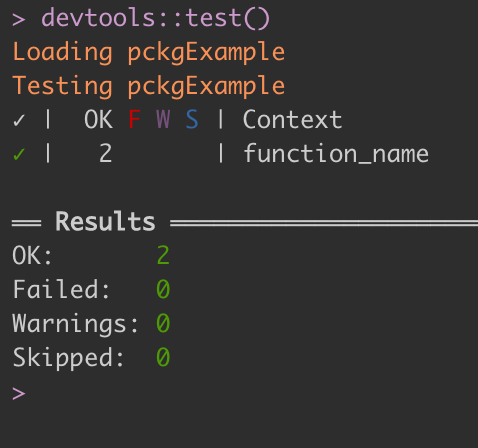 > devtools::test()
Loading pckgExample
Testing pckgExample
✓ |  OK F W S | Context
✓ |   2       | function_name
══ Results ══════════════════════
OK:       2
Failed:   0
Warnings: 0
Skipped:  0
>